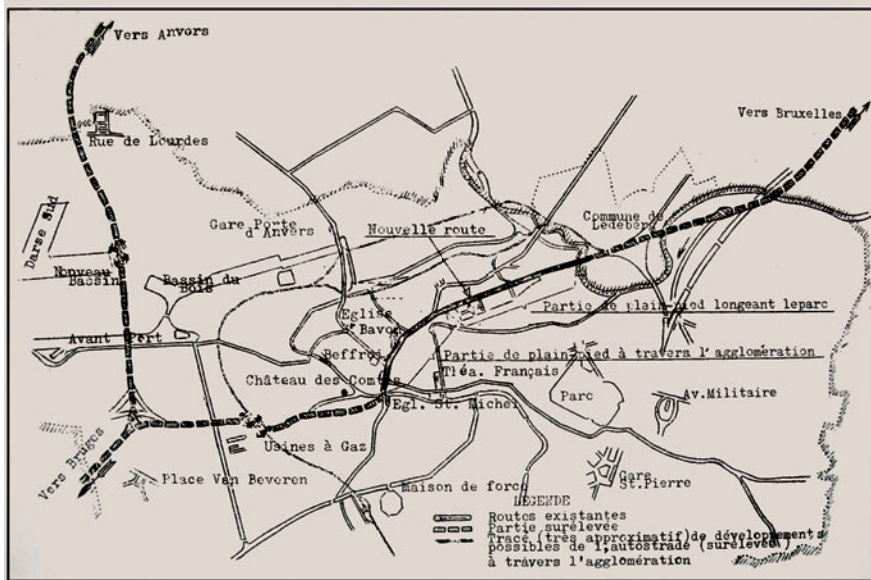 Vers Anvers
Vers Bruxelles
Rue de Lourdes
Darse Sud
Gare Porte
d'Anvers
Nouvelle route
Commune de
Ledeberg
Nouveau
Bassin
Bassin du
Bois
Partie de plain-pied longeant leparc
Eglise
St Bavon
Avant Port
Beffroi
Partie de plain pied à travers l'agglomération
Théa. Français
Château des Comtes
Parc
Av.Militaire
Egl. St. Michel
Usines à Gaz
Vers Bruges
Place Van Beveren
Maison de force
Gare
St.Pierre
LEGENDE
Routes existantes
Partie surélevée
Tracé (très approximatif)de développements
possibles de l'autostrade (surélevée)
à travers l'agglomération